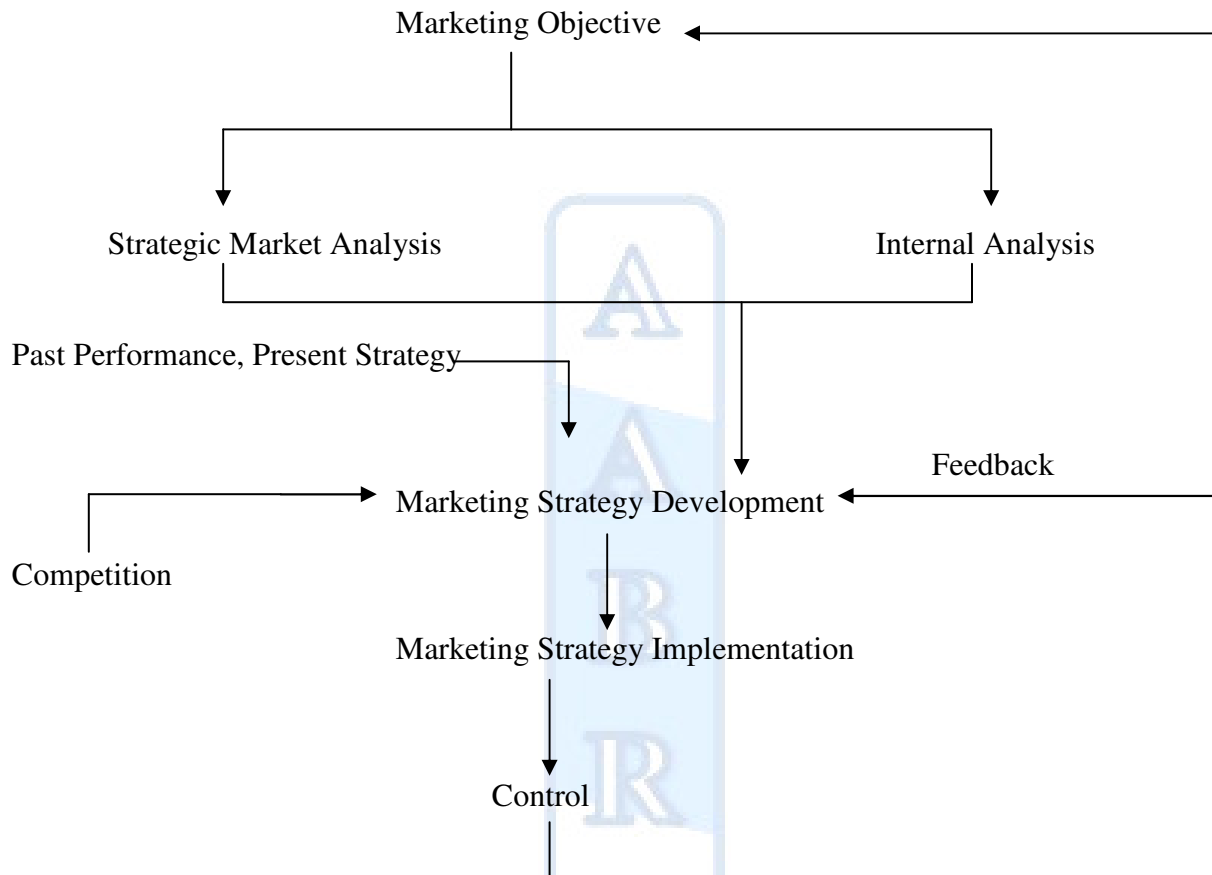 Marketing Objective
Strategic Market Analysis
Internal Analysis
Past Performance, Present Strategy
Feedback
Marketing Strategy Development
Competition
Marketing Strategy Implementation
Control
A
A
B
R